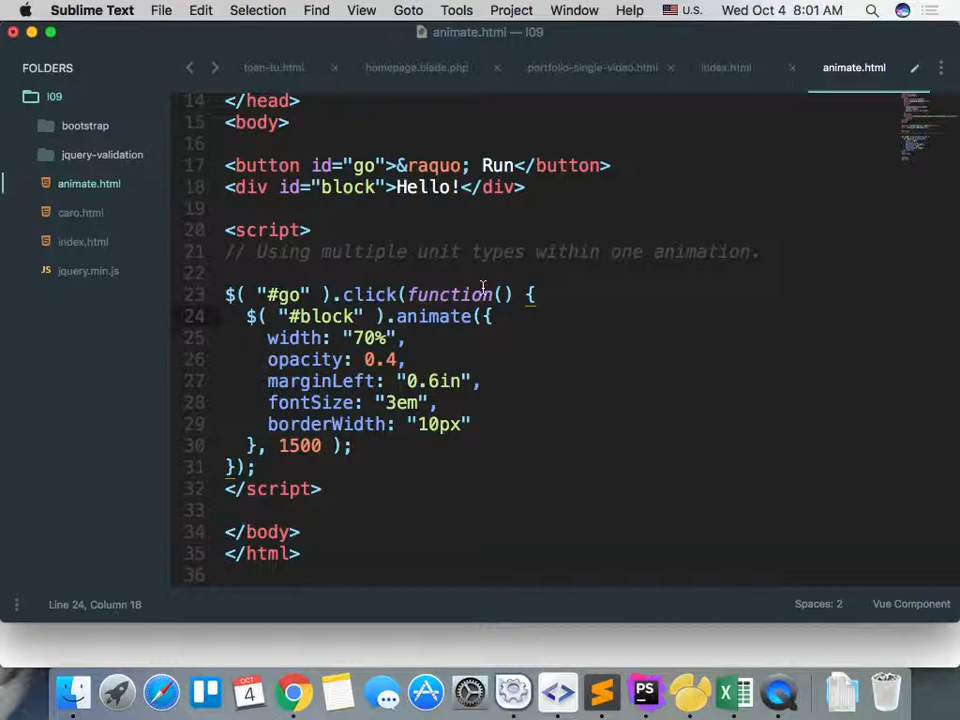 Sublime Text File Edit Selection Find View Goto Tools Project Window Help U.S. Wed Oct 4 8:01 AM
animate.html — l09
FOLDERS
l09
bootstrap
jquery-validation
animate.html
caro.html
index.html
jquery.min.js
toan-tu.html homepage.blade.php portfolio-single-video.html index.html animate.html
14 </head>
15 <body>
16
17 <button id="go">&raquo; Run</button>
18 <div id="block">Hello!</div>
19
20 <script>
21 // Using multiple unit types within one animation.
22
23 $( "#go" ).click(function() {
24 $( "#block" ).animate({
25 width: "70%",
26 opacity: 0.4,
27 marginLeft: "0.6in",
28 fontSize: "3em",
29 borderWidth: "10px"
30 }, 1500 );
31 });
32 </script>
33
34 </body>
35 </html>
36
Line 24, Column 18 Spaces: 2 Vue Component
OCT
4
PS